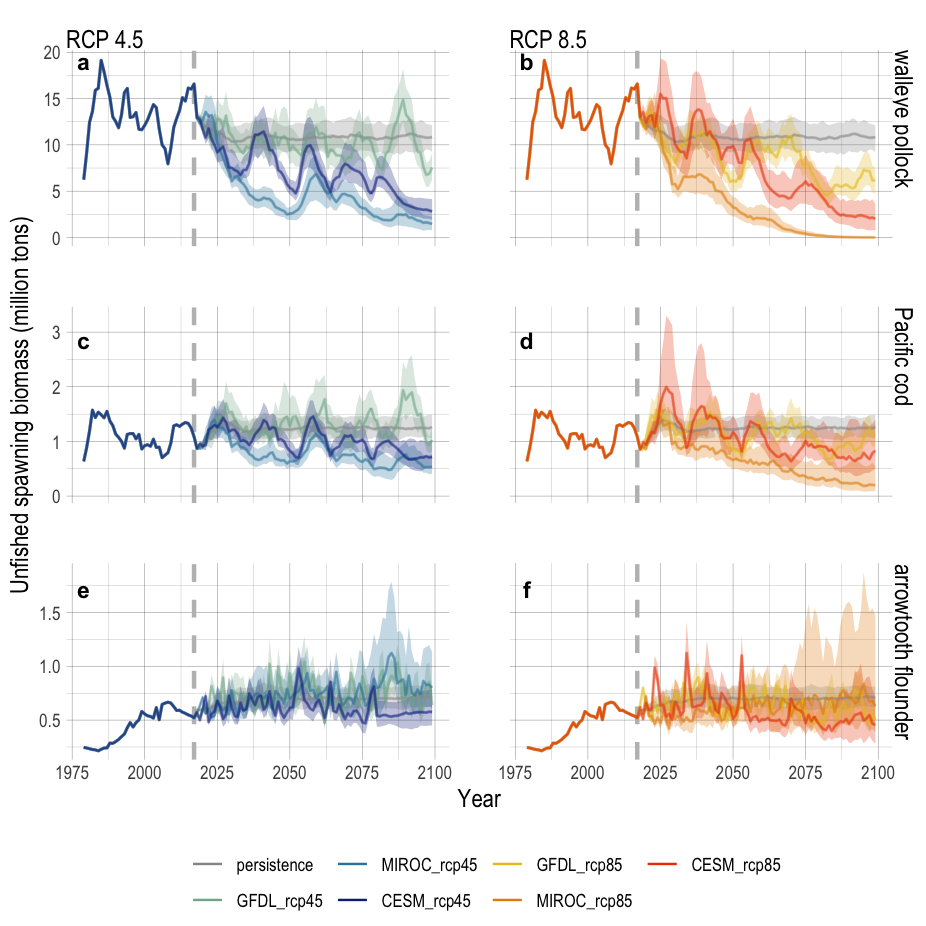 RCP 4.5
RCP 8.5
a
b
20
15
10
5
0
walleye pollock
c
d
3
2
1
0
Pacific cod
e
f
1.5
1.0
0.5
arrowtooth flounder
Unfished spawning biomass (million tons)
1975 2000 2025 2050 2075 2100
1975 2000 2025 2050 2075 2100
Year
persistence MIROC_rcp45 GFDL_rcp85 CESM_rcp85
GFDL_rcp45 CESM_rcp45 MIROC_rcp85